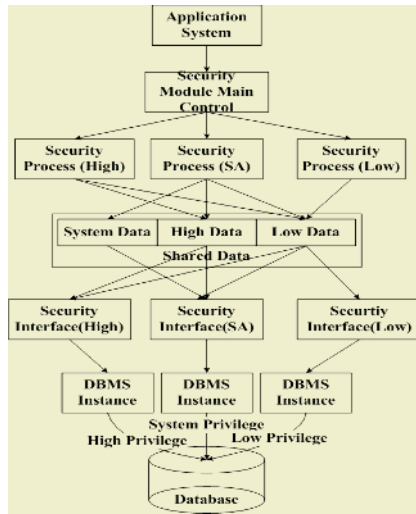 Application
System
Security
Module Main
Control
Security
Process (High)
Security
Process (SA)
Security
Process (Low)
System Data
High Data
Low Data
Shared Data
Security
Interface(High)
Security
Interface(SA)
Securtiy
Interface(Low)
DBMS
Instance
DBMS
Instance
DBMS
Instance
System Privilege
High Privilege
Low Privilege
Database